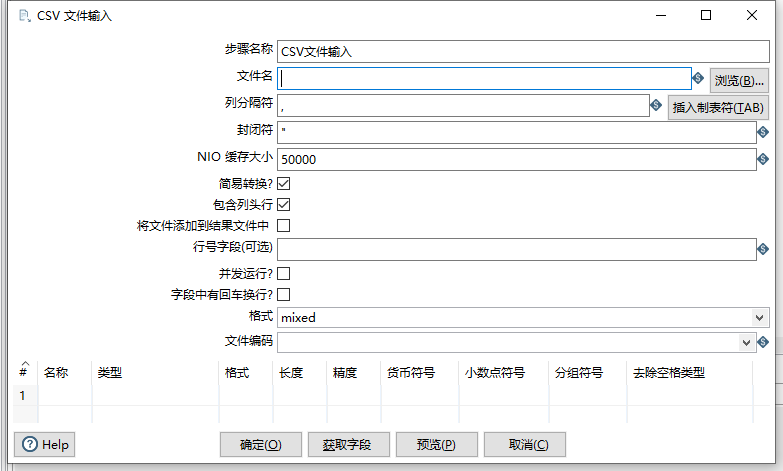 CSV 文件输入
步骤名称 CSV文件输入
文件名 浏览(B)...
列分隔符 , 插入制表符(TAB)
封闭符 "
NIO 缓存大小 50000
简易转换?
包含列头行
将文件添加到结果文件中
行号字段(可选)
并发运行?
字段中有回车换行?
格式 mixed
文件编码
# 名称 类型 格式 长度 精度 货币符号 小数点符号 分组符号 去除空格类型
1
Help 确定(O) 获取字段 预览(P) 取消(C)